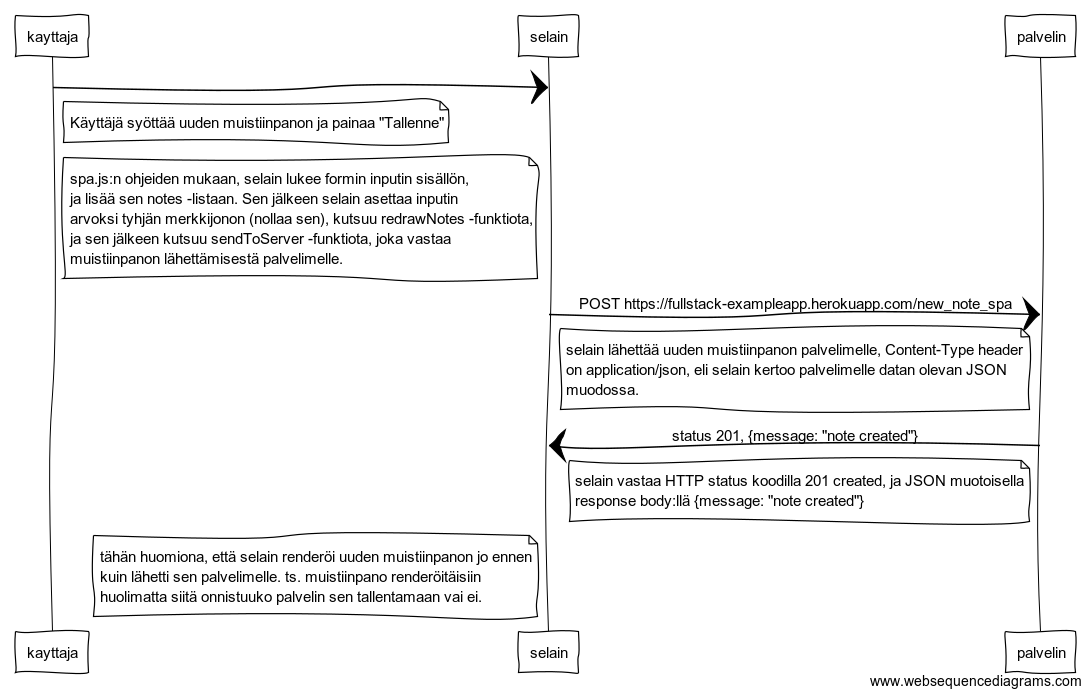 kayttaja
selain
palvelin
Käyttäjä syöttää uuden muistiinpanon ja painaa "Tallenne"
spa.js:n ohjeiden mukaan, selain lukee formin inputin sisällön,
ja lisää sen notes -listaan. Sen jälkeen selain asettaa inputin
arvoksi tyhjän merkkijonon (nollaa sen), kutsuu redrawNotes -funktiota,
ja sen jälkeen kutsuu sendToServer -funktiota, joka vastaa
muistiinpanon lähettämisestä palvelimelle.
POST https://fullstack-exampleapp.herokuapp.com/new_note_spa
selain lähettää uuden muistiinpanon palvelimelle, Content-Type header
on application/json, eli selain kertoo palvelimelle datan olevan JSON
muodossa.
status 201, {message: "note created"}
selain vastaa HTTP status koodilla 201 created, ja JSON muotoisella
response body:llä {message: "note created"}
tähän huomiona, että selain renderöi uuden muistiinpanon jo ennen
kuin lähetti sen palvelimelle. ts. muistiinpano renderöitäisiin
huolimatta siitä onnistuuko palvelin sen tallentamaan vai ei.
kayttaja
selain
palvelin
www.websequencediagrams.com